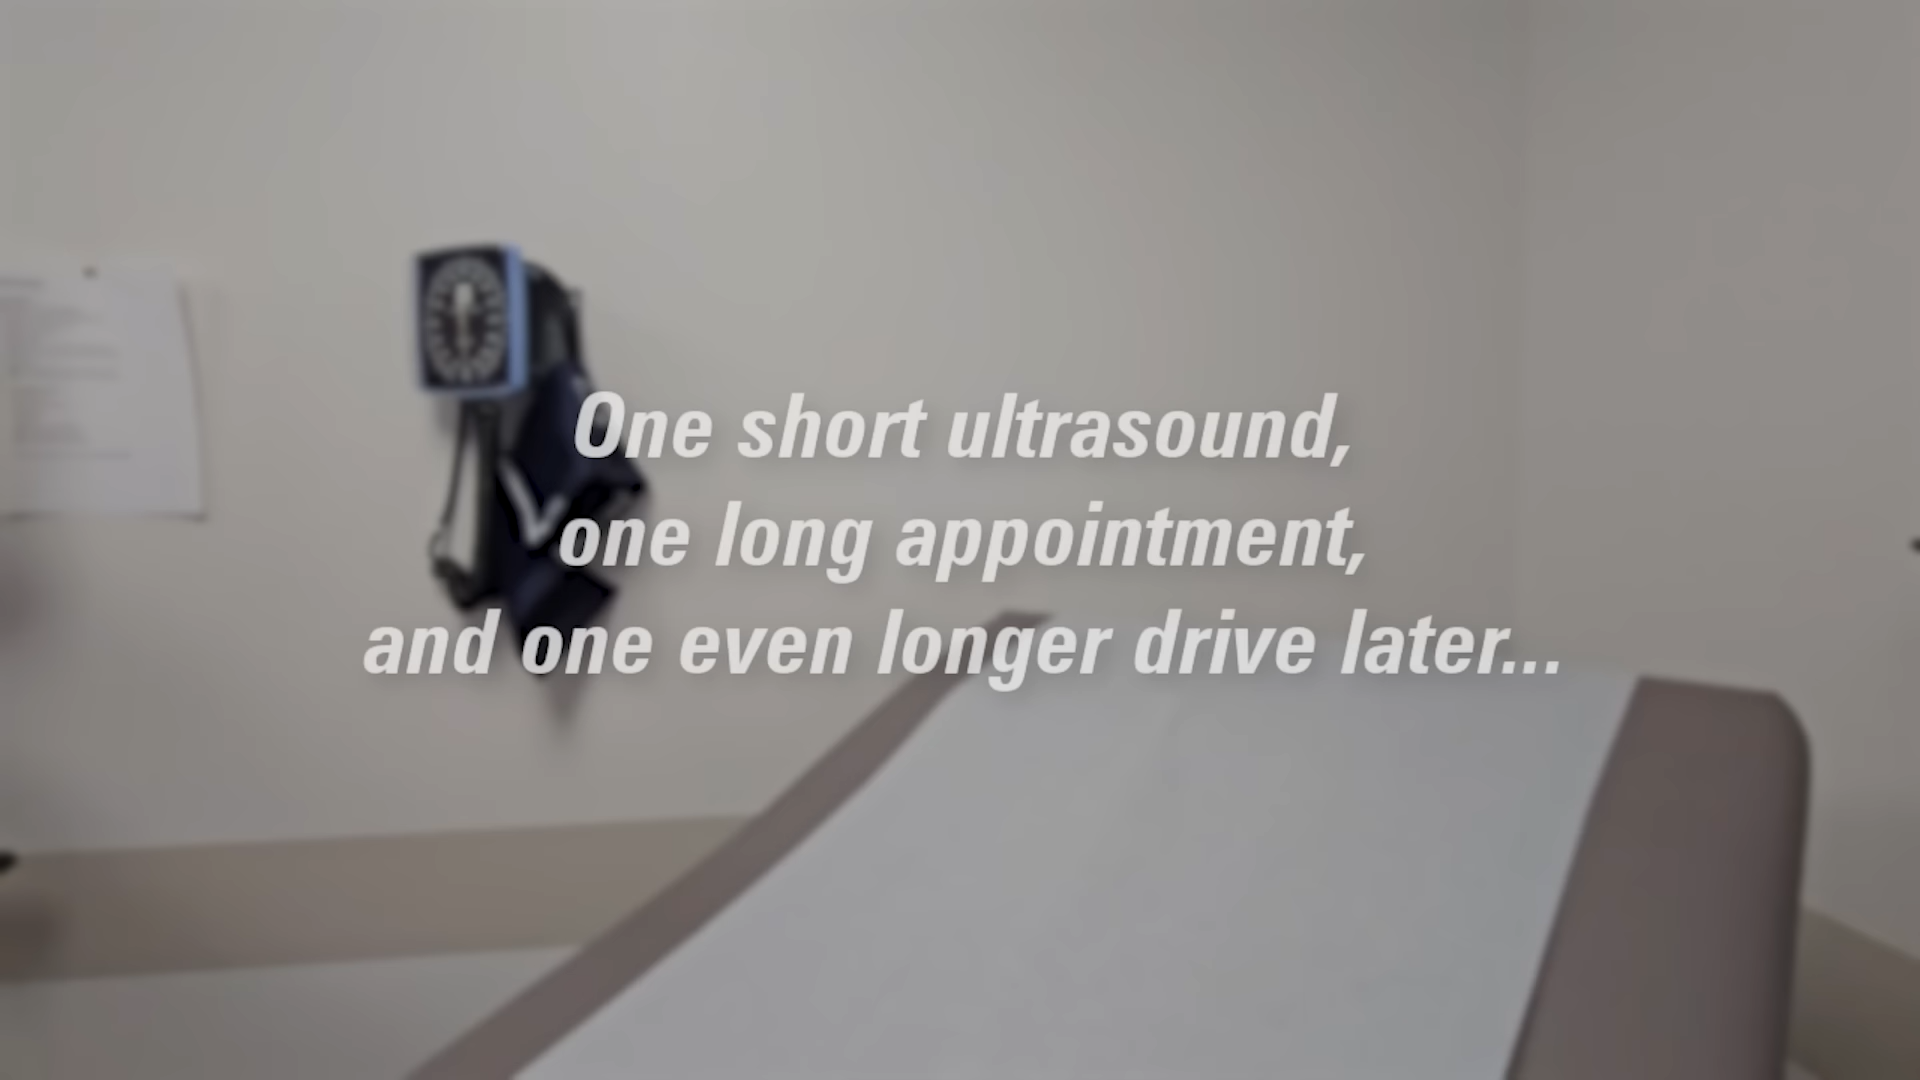 One short ultrasound,
one long appointment,
and one even longer drive later...